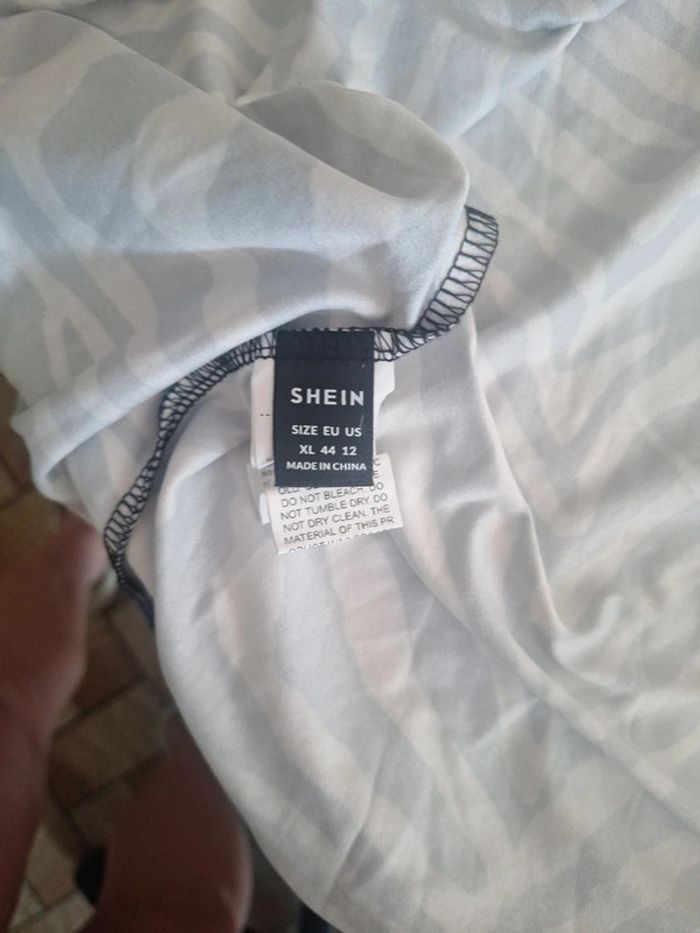 SHEIN
SIZE EU US
XL 44 12
MADE IN CHINA
DO NOT BLEACH. DO
NOT TUMBLE DRY. DO
NOT DRY CLEAN. THE
MATERIAL OF THIS PR